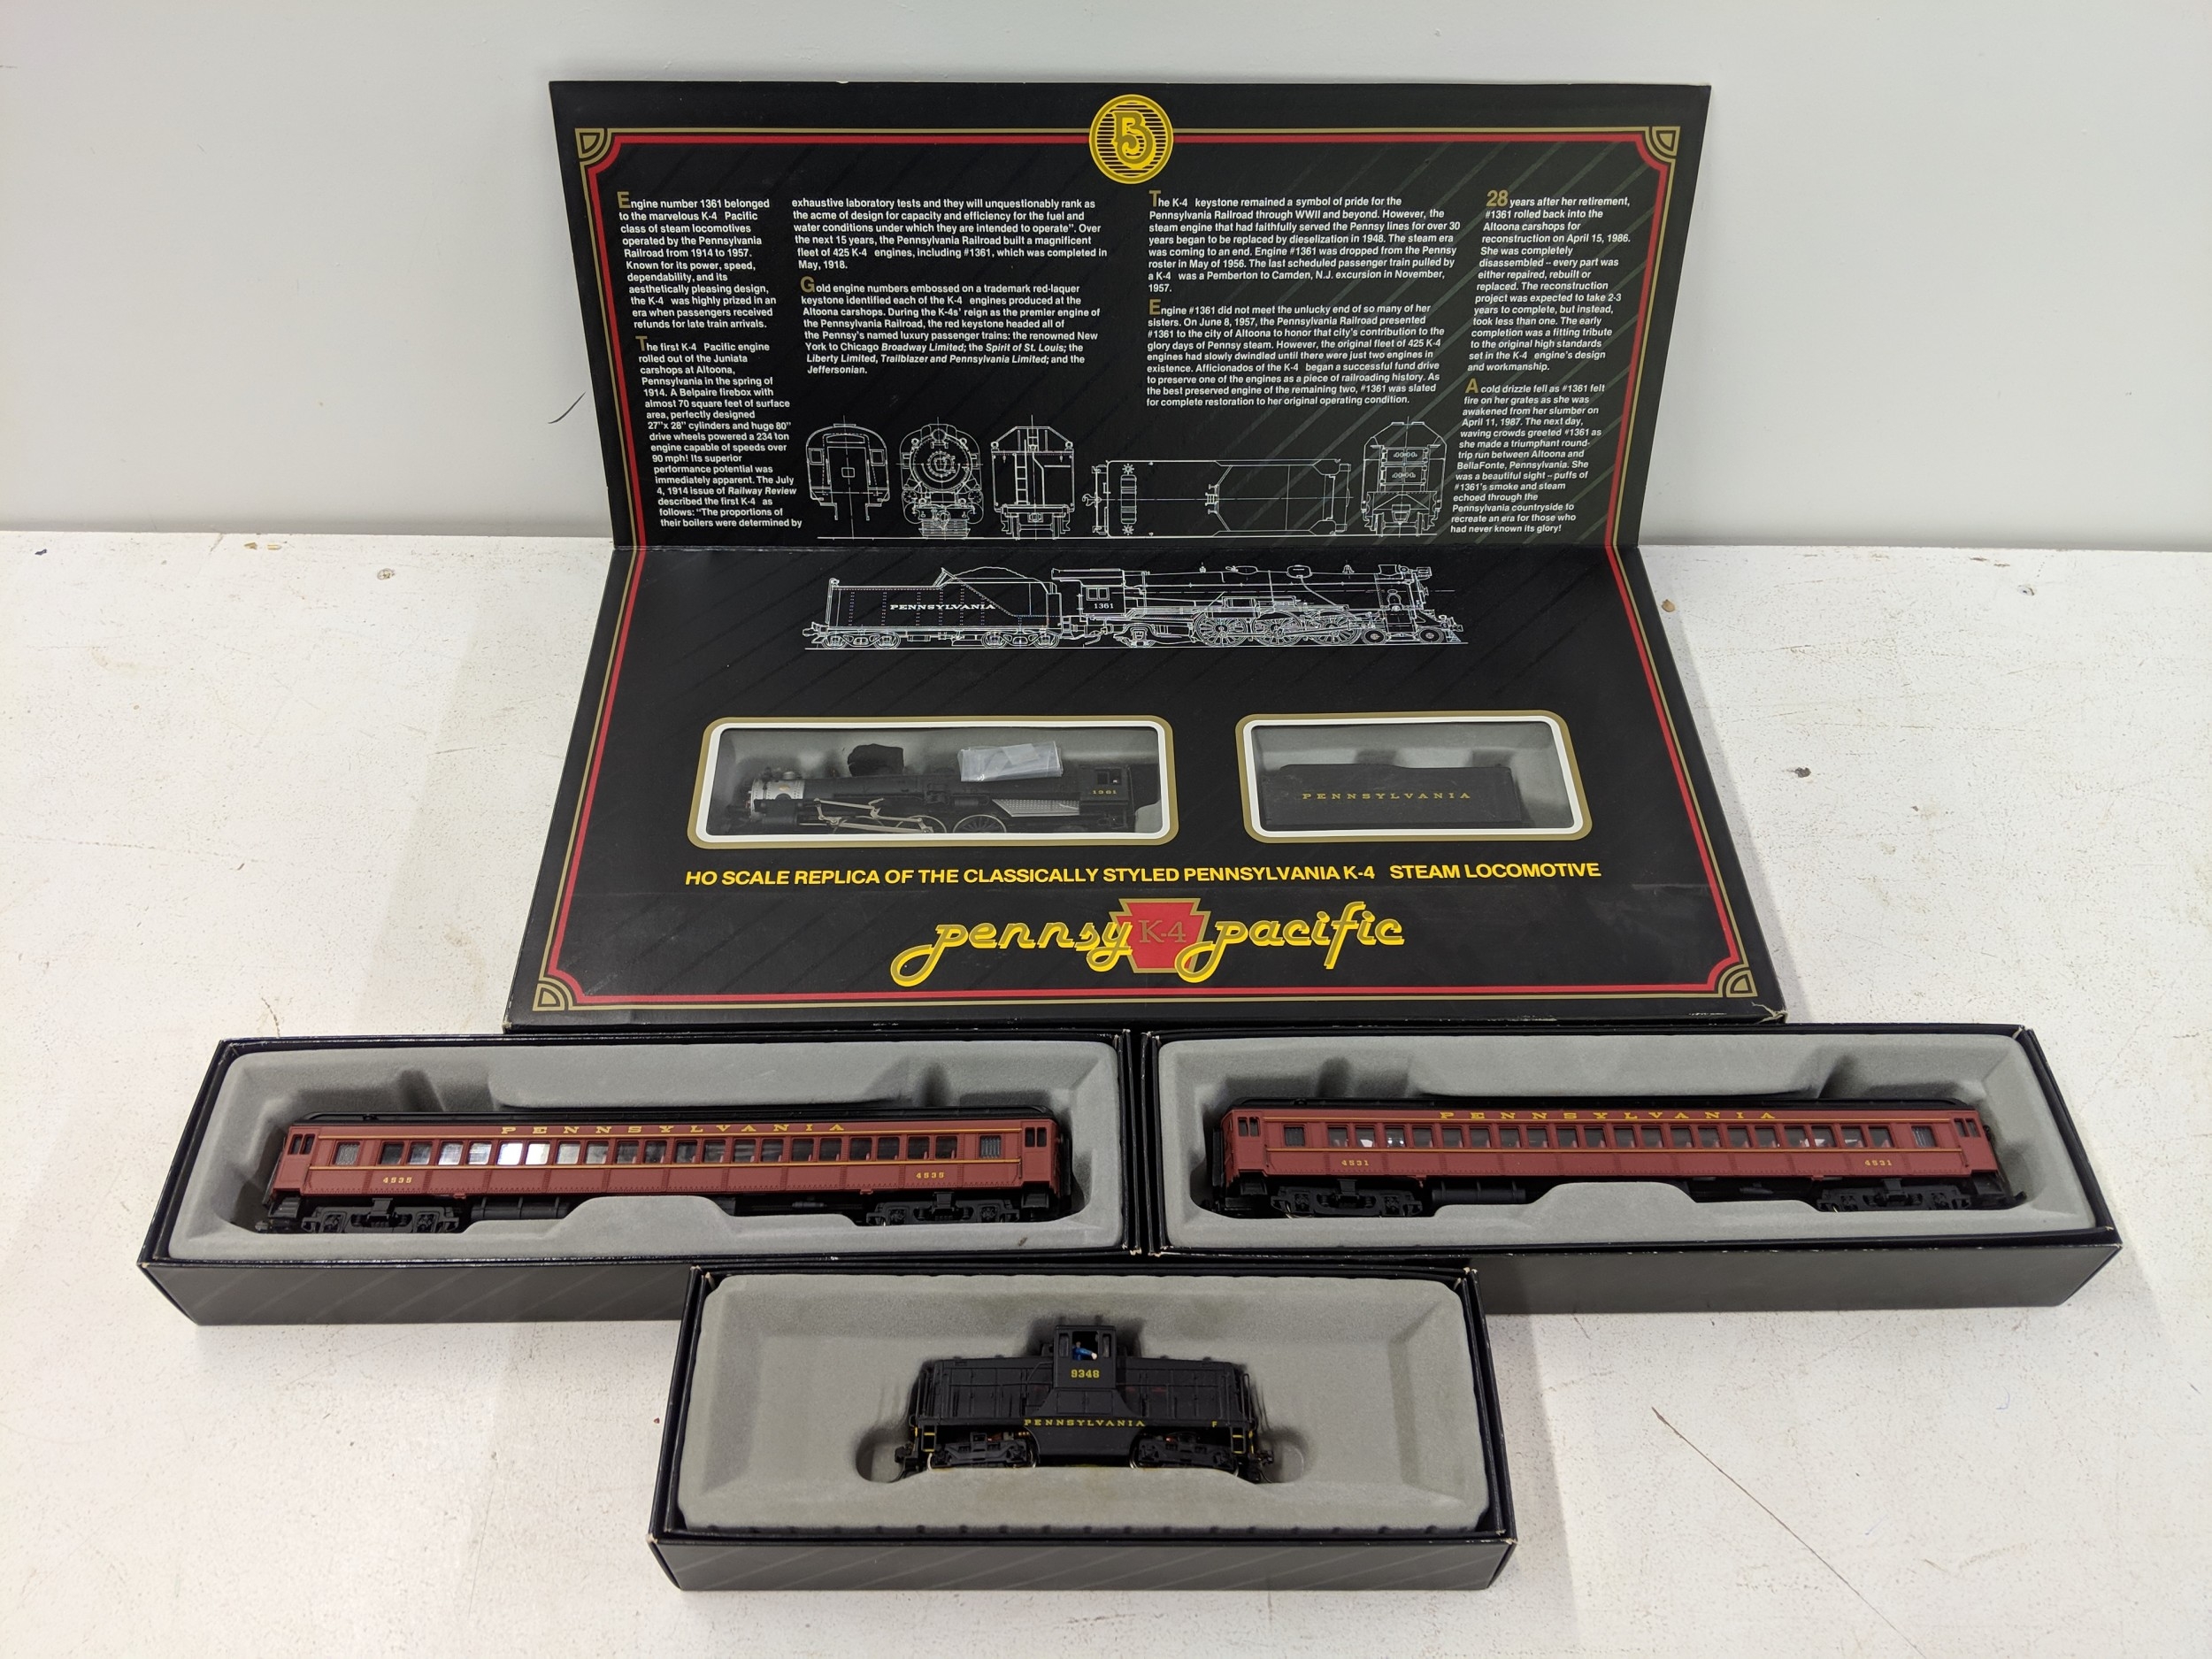 B
Engine number 1361 belonged
to the marvelous K-4 Pacific
class of steam locomotives
operated by the Pennsylvania
Railroad from 1914 to 1957.
Known for its power, speed,
dependability, and its
aesthetically pleasing design,
the K-4 was highly prized in an
era when passengers received
refunds for late train arrivals.
The first K-4 Pacific engine
rolled out of the Juniata
carshops at Altoona,
Pennsylvania in the spring of
1914. A Belpaire firebox with
almost 70 square feet of surface
area, perfectly designed
27"x 28" cylinders and huge 80"
drive wheels powered a 234 ton
engine capable of speeds over
90 mph! Its superior
performance potential was
immediately apparent. The July
4, 1914 issue of Railway Review
described the first K-4 as
follows: "The proportions of
their boilers were determined by
exhaustive laboratory tests and they will unquestionably rank as
the acme of design for capacity and efficiency for the fuel and
water conditions under which they are intended to operate". Over
the next 15 years, the Pennsylvania Railroad built a magnificent
fleet of 425 K-4 engines, including #1361, which was completed in
May, 1918.
Gold engine numbers embossed on a trademark red-laquer
keystone identified each of the K-4 engines produced at the
Altoona carshops. During the K-4s' reign as the premier engine of
the Pennsylvania Railroad, the red keystone headed all of
the Pennsy's named luxury passenger trains: the renowned New
York to Chicago Broadway Limited; the Spirit of St. Louis; the
Liberty Limited, Trailblazer and Pennsylvania Limited; and the
Jeffersonian.
The K-4 keystone remained a symbol of pride for the
Pennsylvania Railroad through WWII and beyond. However, the
steam engine that had faithfully served the Pennsy lines for over 30
years began to be replaced by dieselization in 1948. The steam era
was coming to an end. Engine #1361 was dropped from the Pennsy
roster in May of 1956. The last scheduled passenger train pulled by
a K-4 was a Pemberton to Camden, N.J. excursion in November,
1957.
Engine #1361 did not meet the unlucky end of so many of her
sisters. On June 8, 1957, the Pennsylvania Railroad presented
#1361 to the city of Altoona to honor that city's contribution to the
glory days of Pennsy steam. However, the original fleet of 425 K-4
engines had slowly dwindled until there were just two engines in
existence. Afficionados of the K-4 began a successful fund drive
to preserve one of the engines as a piece of railroading history. As
the best preserved engine of the remaining two, #1361 was slated
for complete restoration to her original operating condition.
28 years after her retirement,
#1361 rolled back into the
Altoona carshops for
reconstruction on April 15, 1986.
She was completely
disassembled – every part was
either repaired, rebuilt or
replaced. The reconstruction
project was expected to take 2-3
years to complete, but instead,
took less than one. The early
completion was a fitting tribute
to the original high standards
set in the K-4 engine's design
and workmanship.
A cold drizzle fell as #1361 felt
fire on her grates as she was
awakened from her slumber on
April 11, 1987. The next day,
waving crowds greeted #1361 as
she made a triumphant round-
trip run between Altoona and
BellaFonte, Pennsylvania. She
was a beautiful sight – puffs of
#1361's smoke and steam
echoed through the
Pennsylvania countryside to
recreate an era for those who
had never known its glory!
PENNSYLVANIA
1361
1361
PENNSYLVANIA
HO SCALE REPLICA OF THE CLASSICALLY STYLED PENNSYLVANIA K-4 STEAM LOCOMOTIVE
pennsy K-4 pacific
PENNSYLVANIA
4535 4535
PENNSYLVANIA
4531 4531
9348
PENNSYLVANIA F